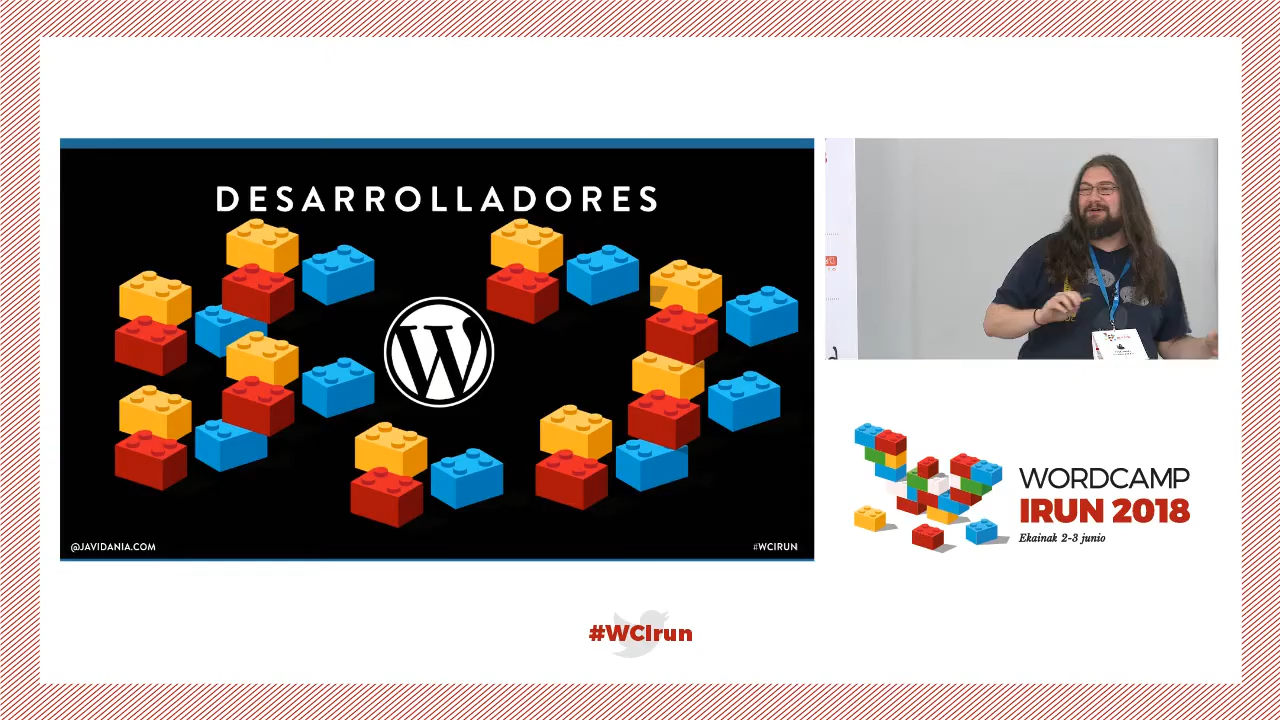 DESARROLLADORES
@JAVIDANIA.COM
#WCIRUN
WORDCAMP
IRUN 2018
Ekainak 2-3 junio
#WCIrun